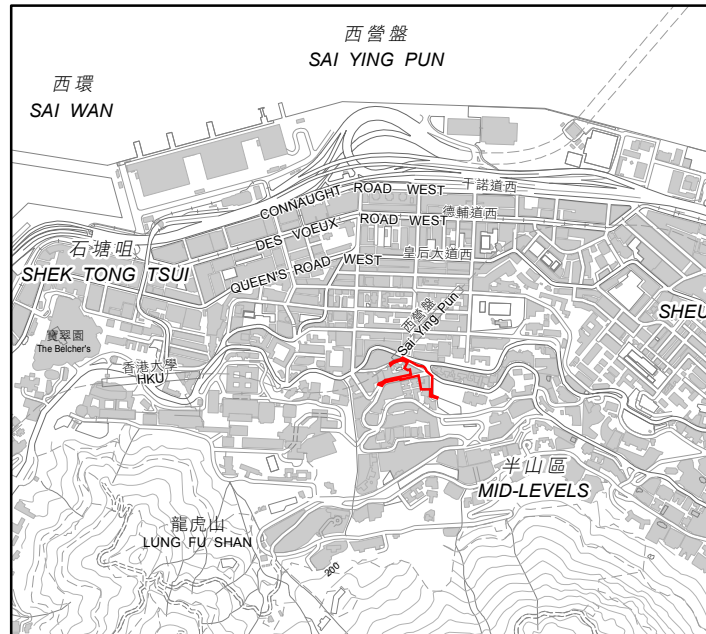 西營盤
SAI YING PUN
西環
SAI WAN
CONNAUGHT ROAD WEST 干諾道西
DES VOEUX ROAD WEST 德輔道西
QUEEN'S ROAD WEST 皇后大道西
石塘咀
SHEK TONG TSUI
SHEU
西營盤
Sai Ying Pun
寶翠園
The Belcher's
香港大學
HKU
半山區
MID-LEVELS
龍虎山
LUNG FU SHAN
200